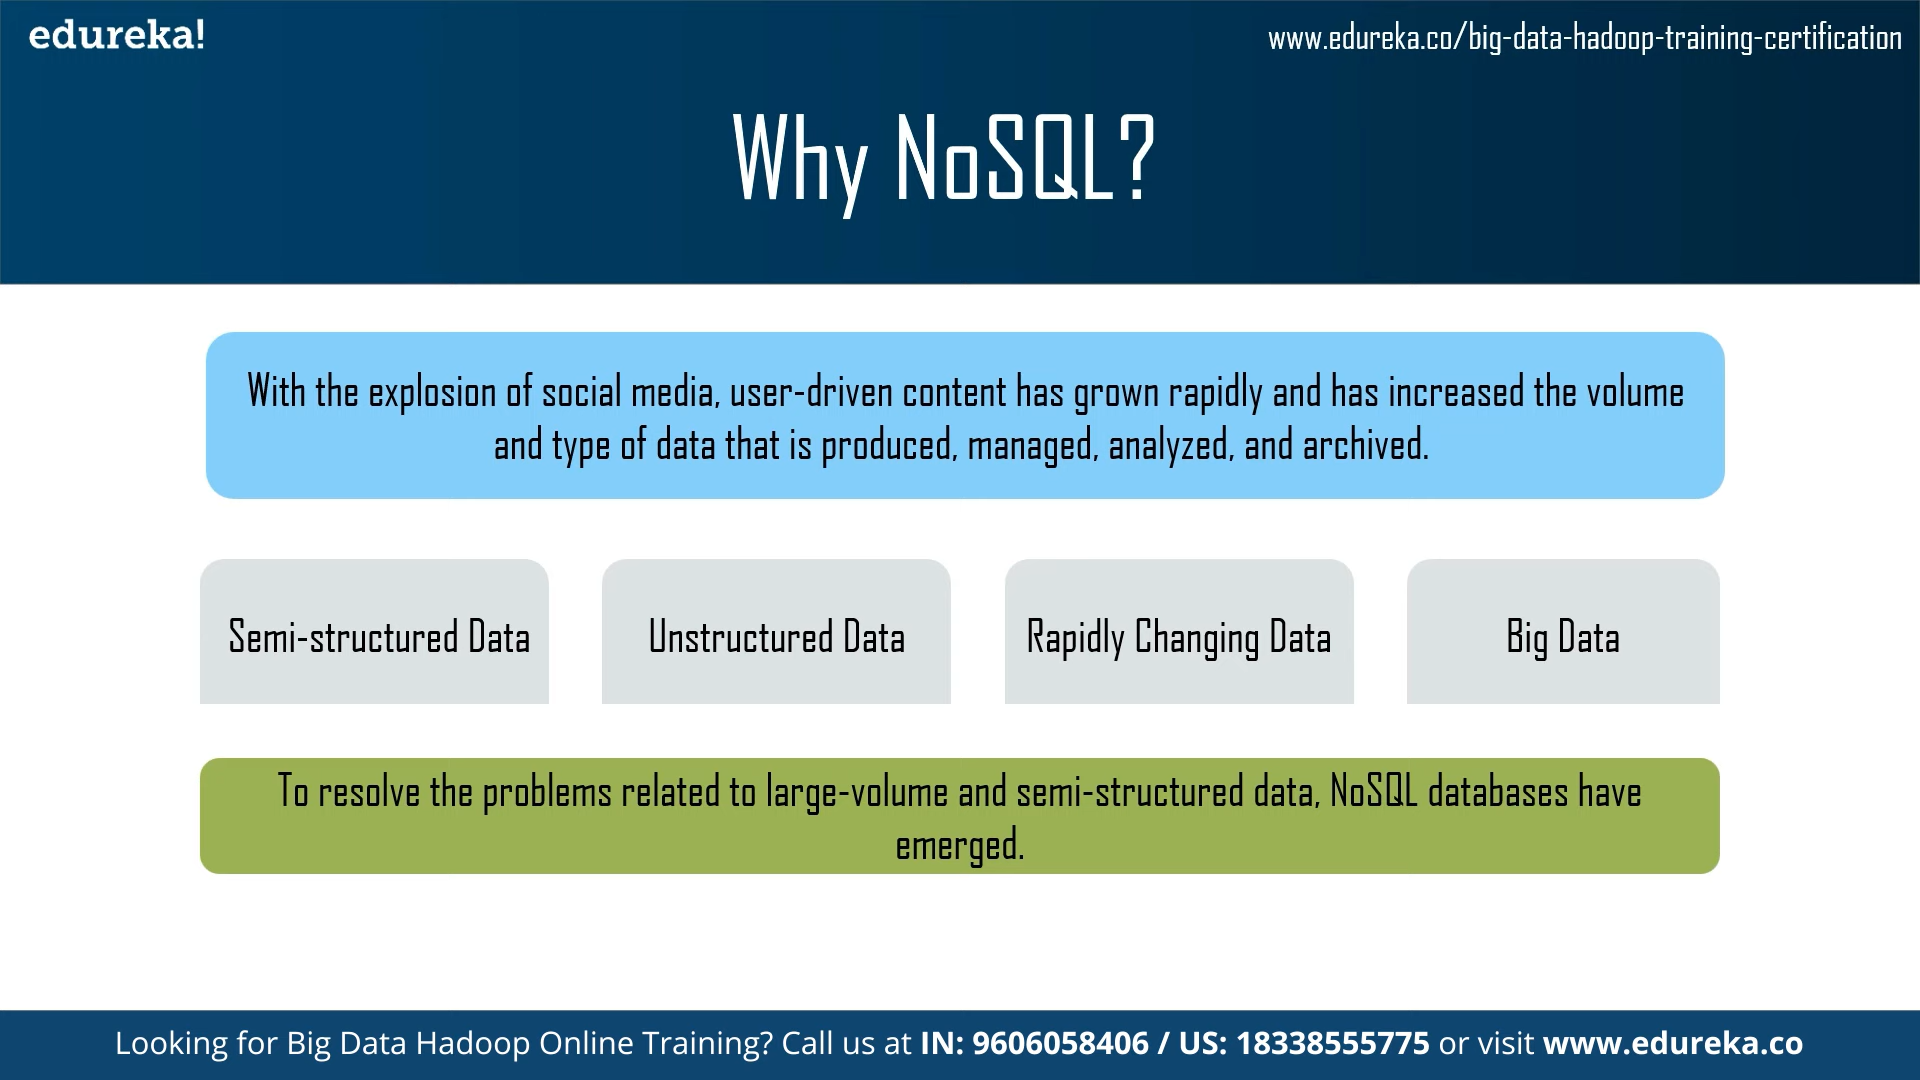 edureka!
www.edureka.co/big-data-hadoop-training-certification
Why NoSQL?
With the explosion of social media, user-driven content has grown rapidly and has increased the volume
and type of data that is produced, managed, analyzed, and archived.
Semi-structured Data
Unstructured Data
Rapidly Changing Data
Big Data
To resolve the problems related to large-volume and semi-structured data, NoSQL databases have
emerged.
Looking for Big Data Hadoop Online Training? Call us at IN: 9606058406 / US: 18338555775 or visit www.edureka.co